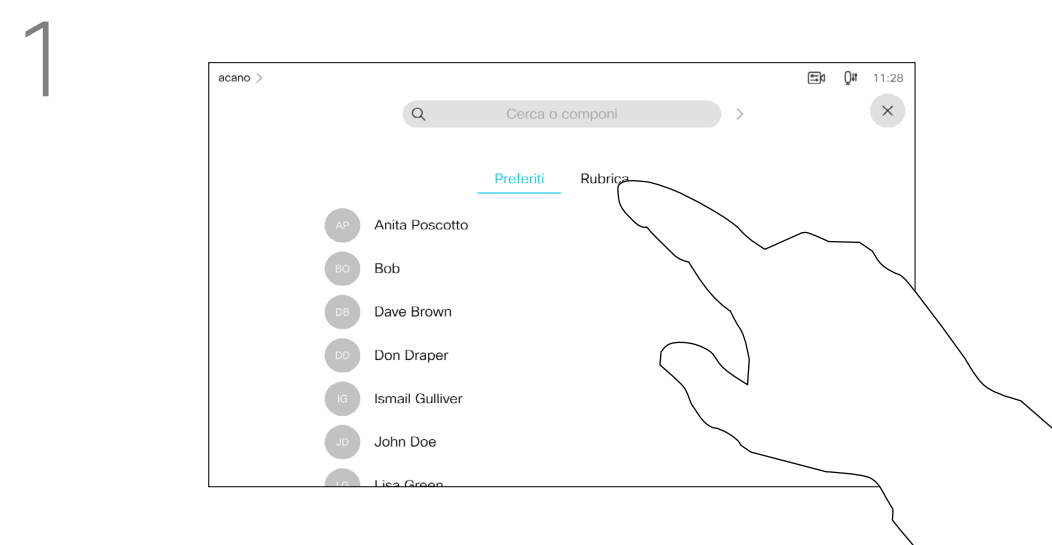 1
acano >
11:28
Cerca o componi
Preferiti Rubrica
AP Anita Poscotto
BO Bob
DB Dave Brown
DD Don Draper
IG Ismail Gulliver
JD John Doe
LG Lisa Green